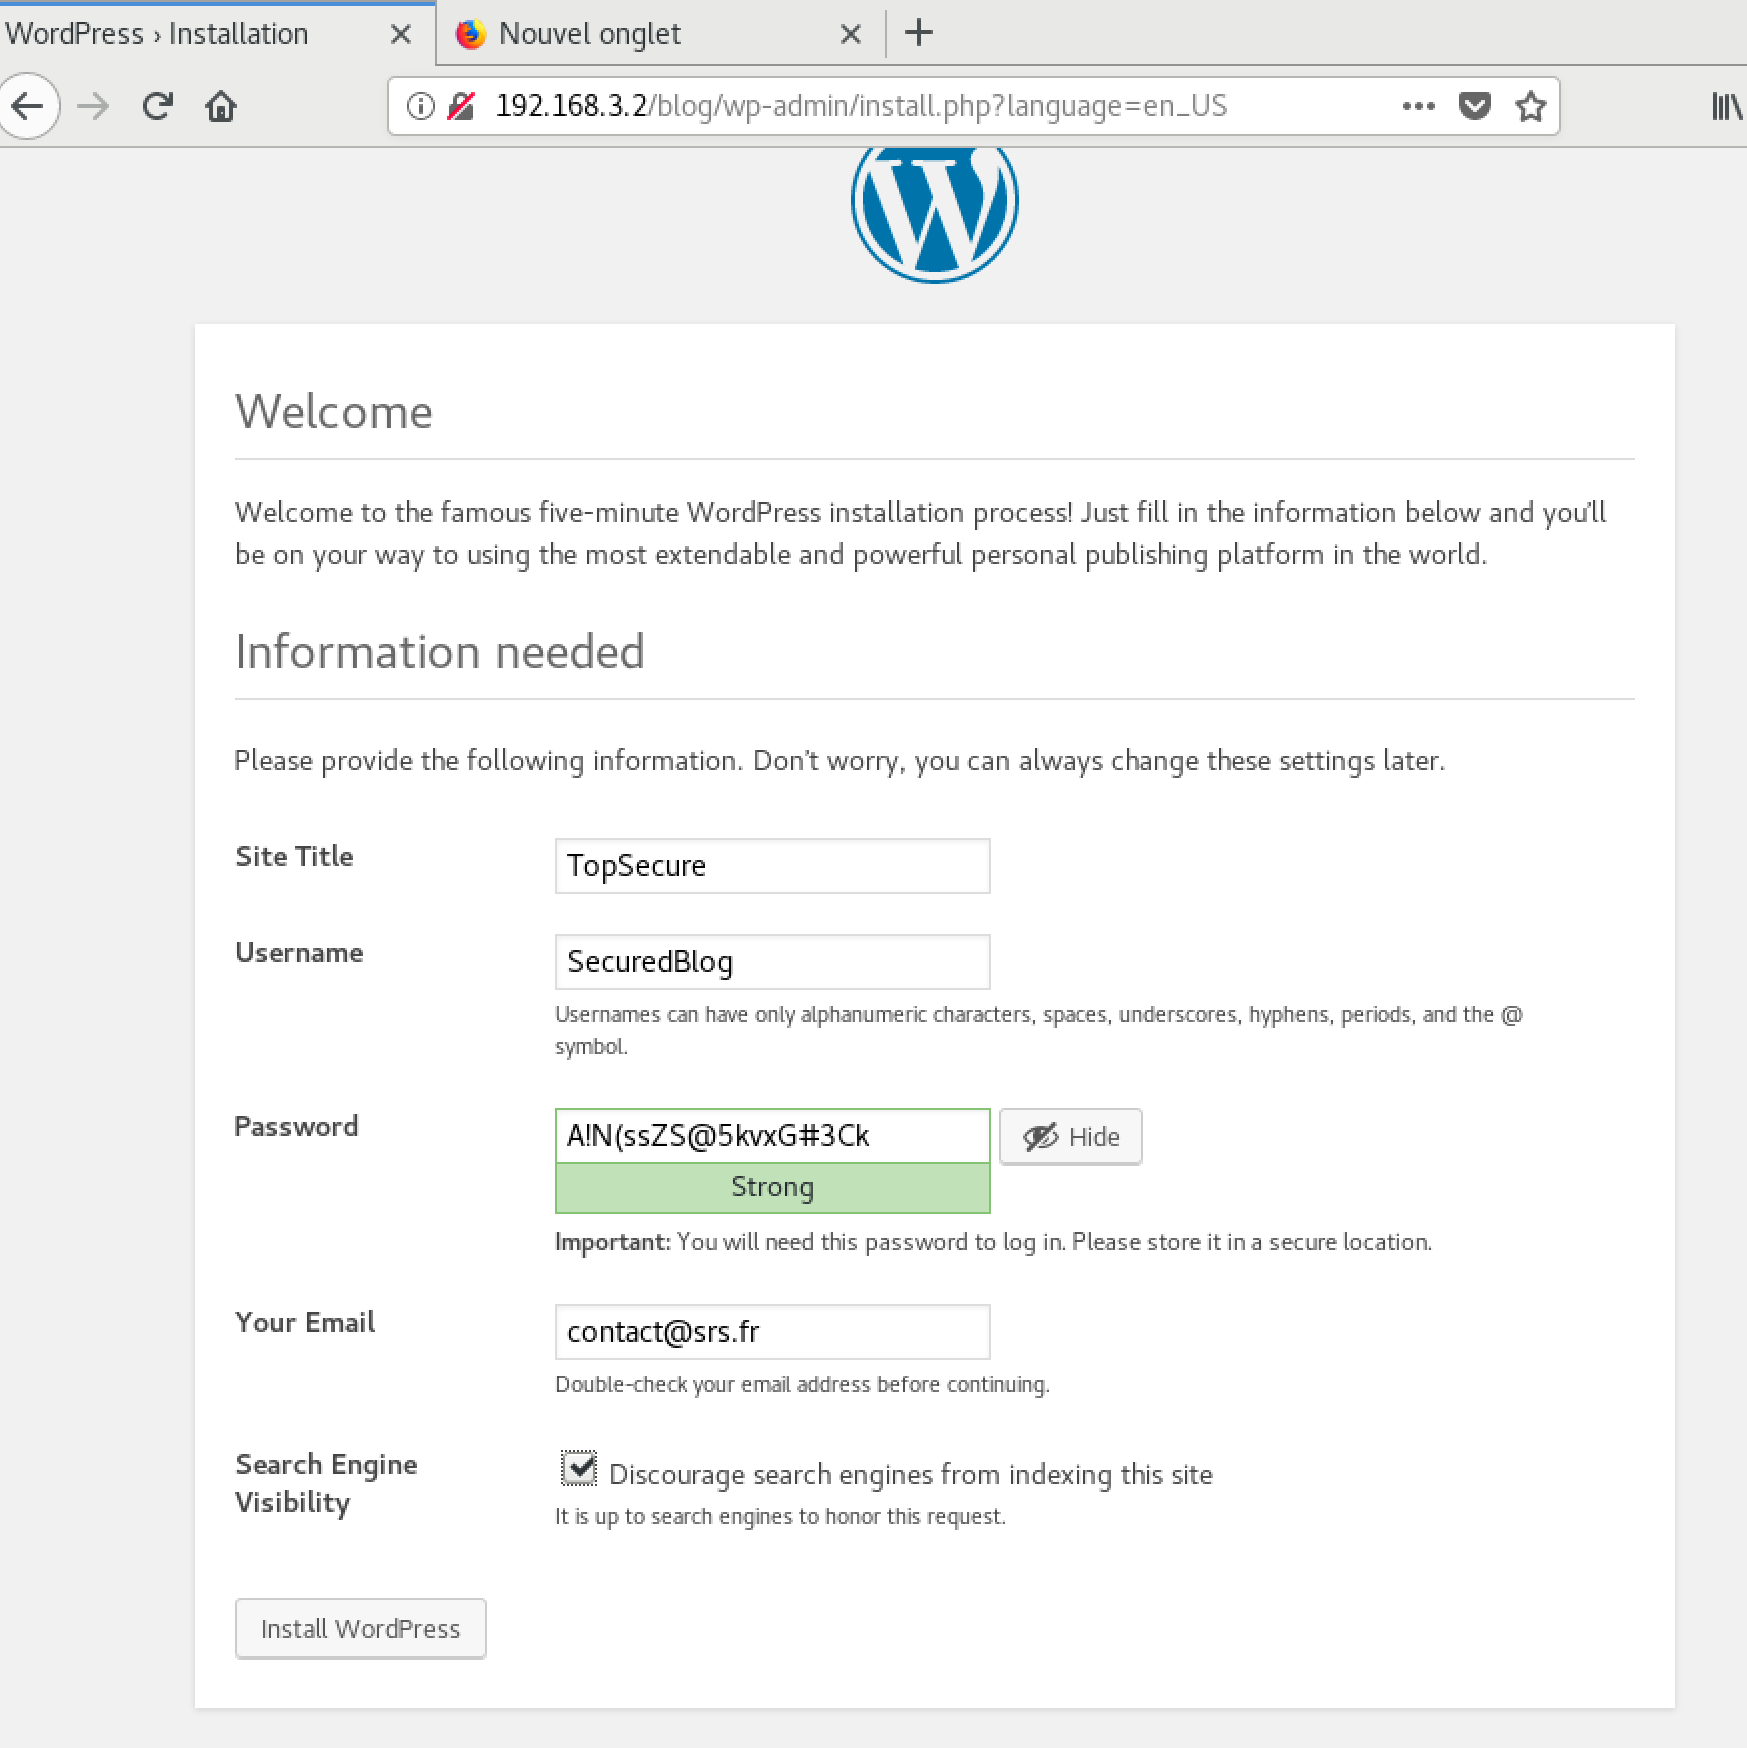 WordPress › Installation
Nouvel onglet
192.168.3.2/blog/wp-admin/install.php?language=en_US
Welcome
Welcome to the famous five-minute WordPress installation process! Just fill in the information below and you'll
be on your way to using the most extendable and powerful personal publishing platform in the world.
Information needed
Please provide the following information. Don't worry, you can always change these settings later.
Site Title
TopSecure
Username
SecuredBlog
Usernames can have only alphanumeric characters, spaces, underscores, hyphens, periods, and the @
symbol.
Password
A!N(ssZS@5kvxG#3Ck
Hide
Strong
Important: You will need this password to log in. Please store it in a secure location.
Your Email
contact@srs.fr
Double-check your email address before continuing.
Search Engine
Visibility
Discourage search engines from indexing this site
It is up to search engines to honor this request.
Install WordPress